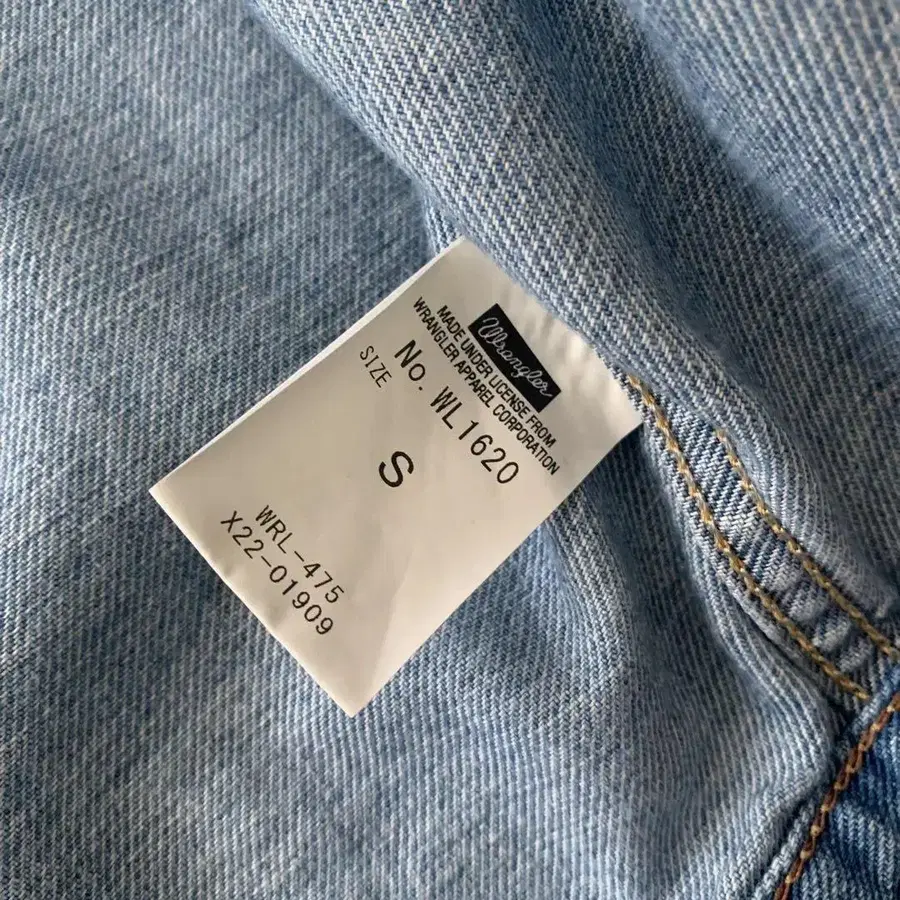 Wrangler
MADE UNDER LICENSE FROM
WRANGLER APPAREL CORPORATION
No. WL1620
SIZE
S
WRL-475
X22-01909